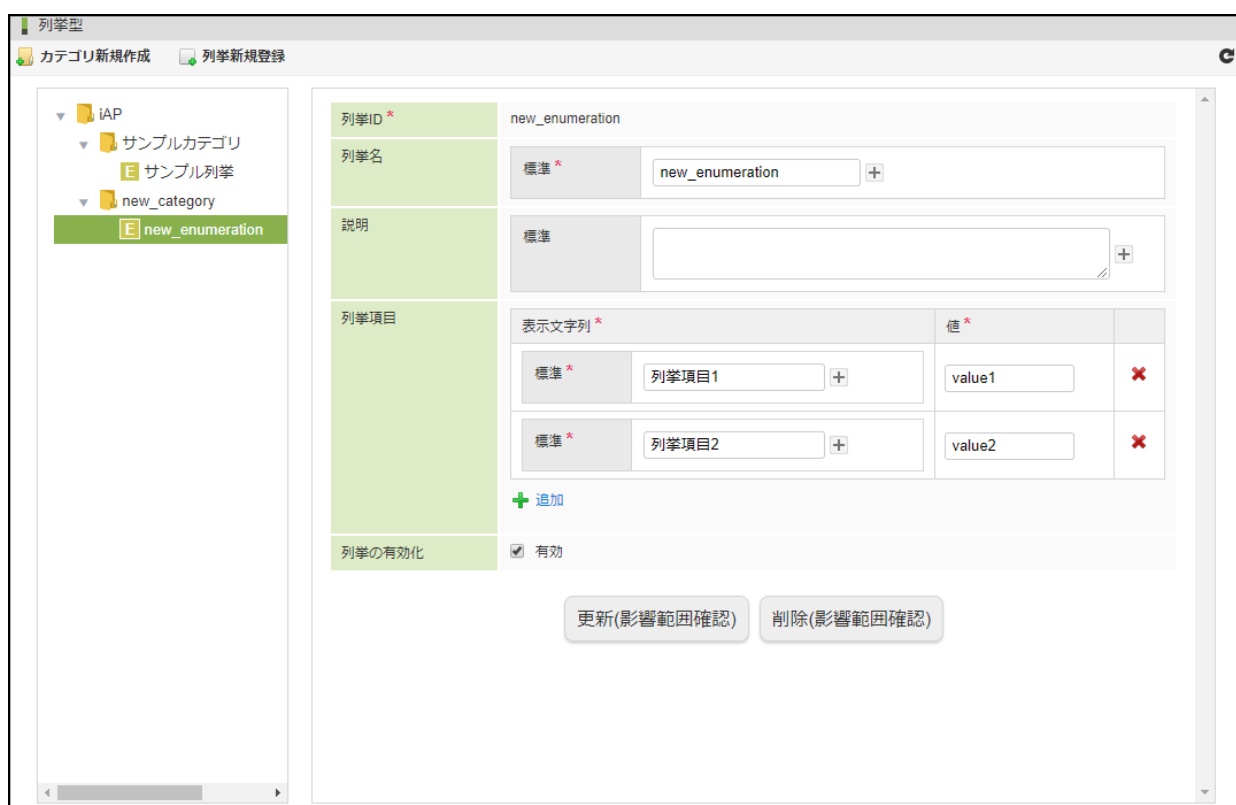 列挙型
カテゴリ新規作成 列挙新規登録
iAP
サンプルカテゴリ
E サンプル列挙
new_category
E new_enumeration
列挙ID * new_enumeration
列挙名 標準 * new_enumeration
説明 標準
列挙項目 表示文字列 * 値 *
標準 * 列挙項目1 value1
標準 * 列挙項目2 value2
追加
列挙の有効化 有効
更新(影響範囲確認) 削除(影響範囲確認)